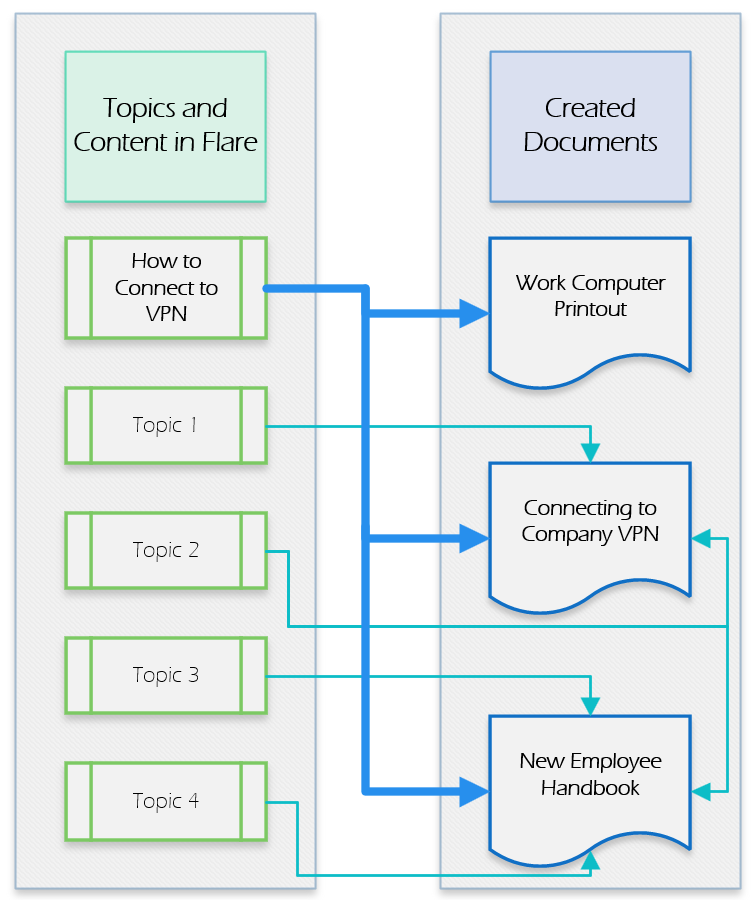 Topics and
Content in Flare
Created
Documents
How to
Connect to
VPN
Work Computer
Printout
Topic 1
Connecting to
Company VPN
Topic 2
Topic 3
New Employee
Handbook
Topic 4